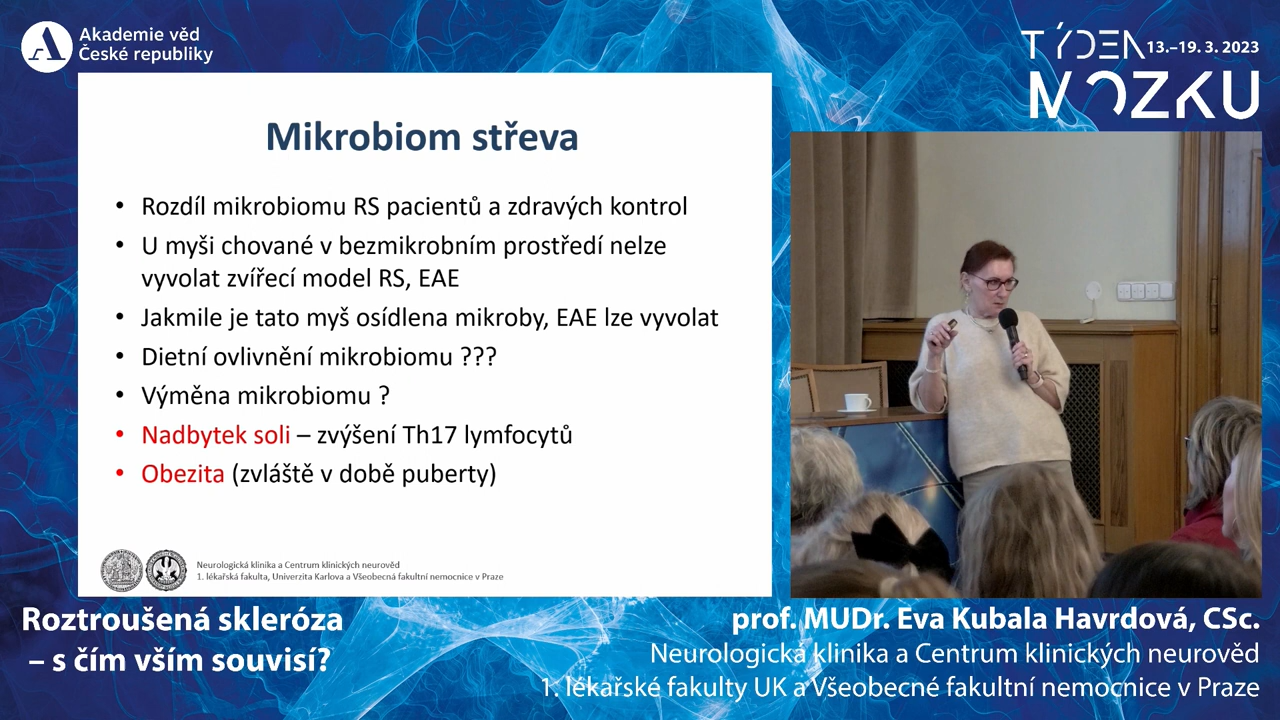 Akademie věd
České republiky
TÝDEN 13.–19. 3. 2023
MOZKU
Mikrobiom střeva
• Rozdíl mikrobiomu RS pacientů a zdravých kontrol
• U myši chované v bezmikrobním prostředí nelze
vyvolat zvířecí model RS, EAE
• Jakmile je tato myš osídlena mikroby, EAE lze vyvolat
• Dietní ovlivnění mikrobiomu ???
• Výměna mikrobiomu ?
• Nadbytek soli – zvýšení Th17 lymfocytů
• Obezita (zvláště v době puberty)
Neurologická klinika a Centrum klinických neurověd
1. lékařská fakulta, Univerzita Karlova a Všeobecná fakultní nemocnice v Praze
Roztroušená skleróza
– s čím vším souvisí?
prof. MUDr. Eva Kubala Havrdová, CSc.
Neurologická klinika a Centrum klinických neurověd
1. lékařské fakulty UK a Všeobecné fakultní nemocnice v Praze